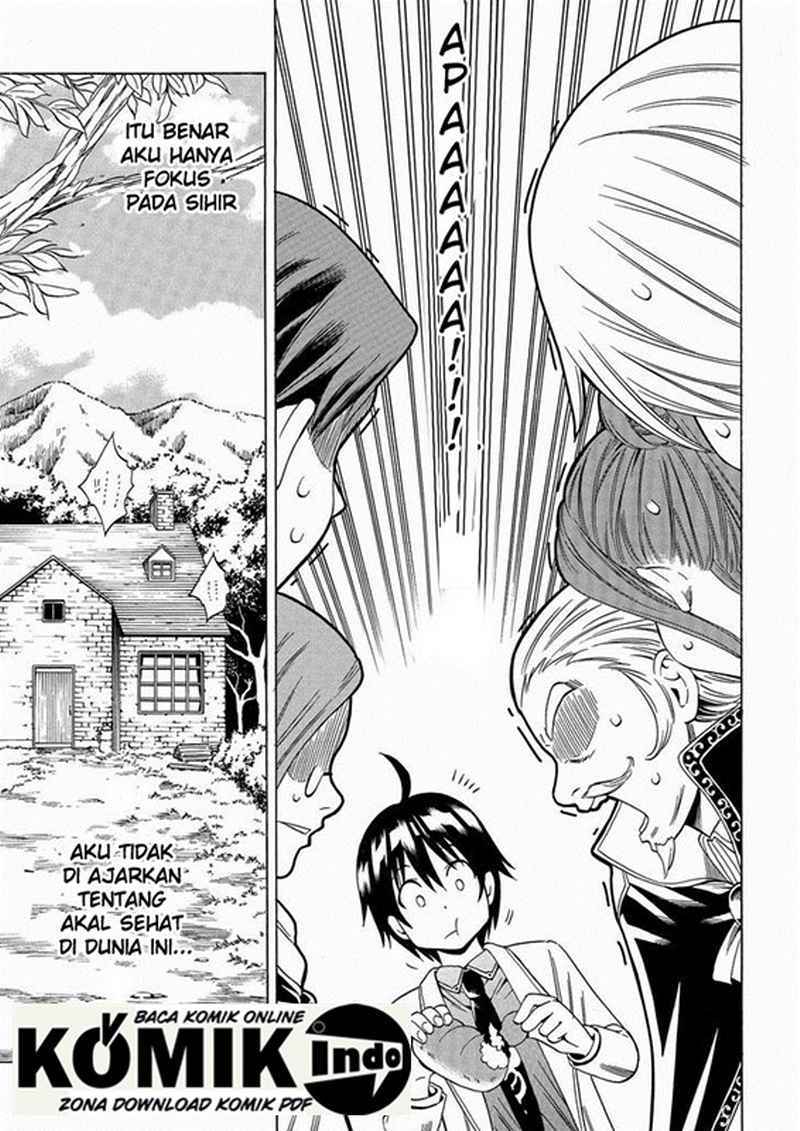 APAAAAAAA!!!!
ITU BENAR
AKU HANYA
FOKUS
PADA SIHIR
AKU TIDAK
DI AJARKAN
TENTANG
AKAL SEHAT
DI DUNIA INI...
BACA KOMIK ONLINE
KOMIK Indo
ZONA DOWNLOAD KOMIK PDF